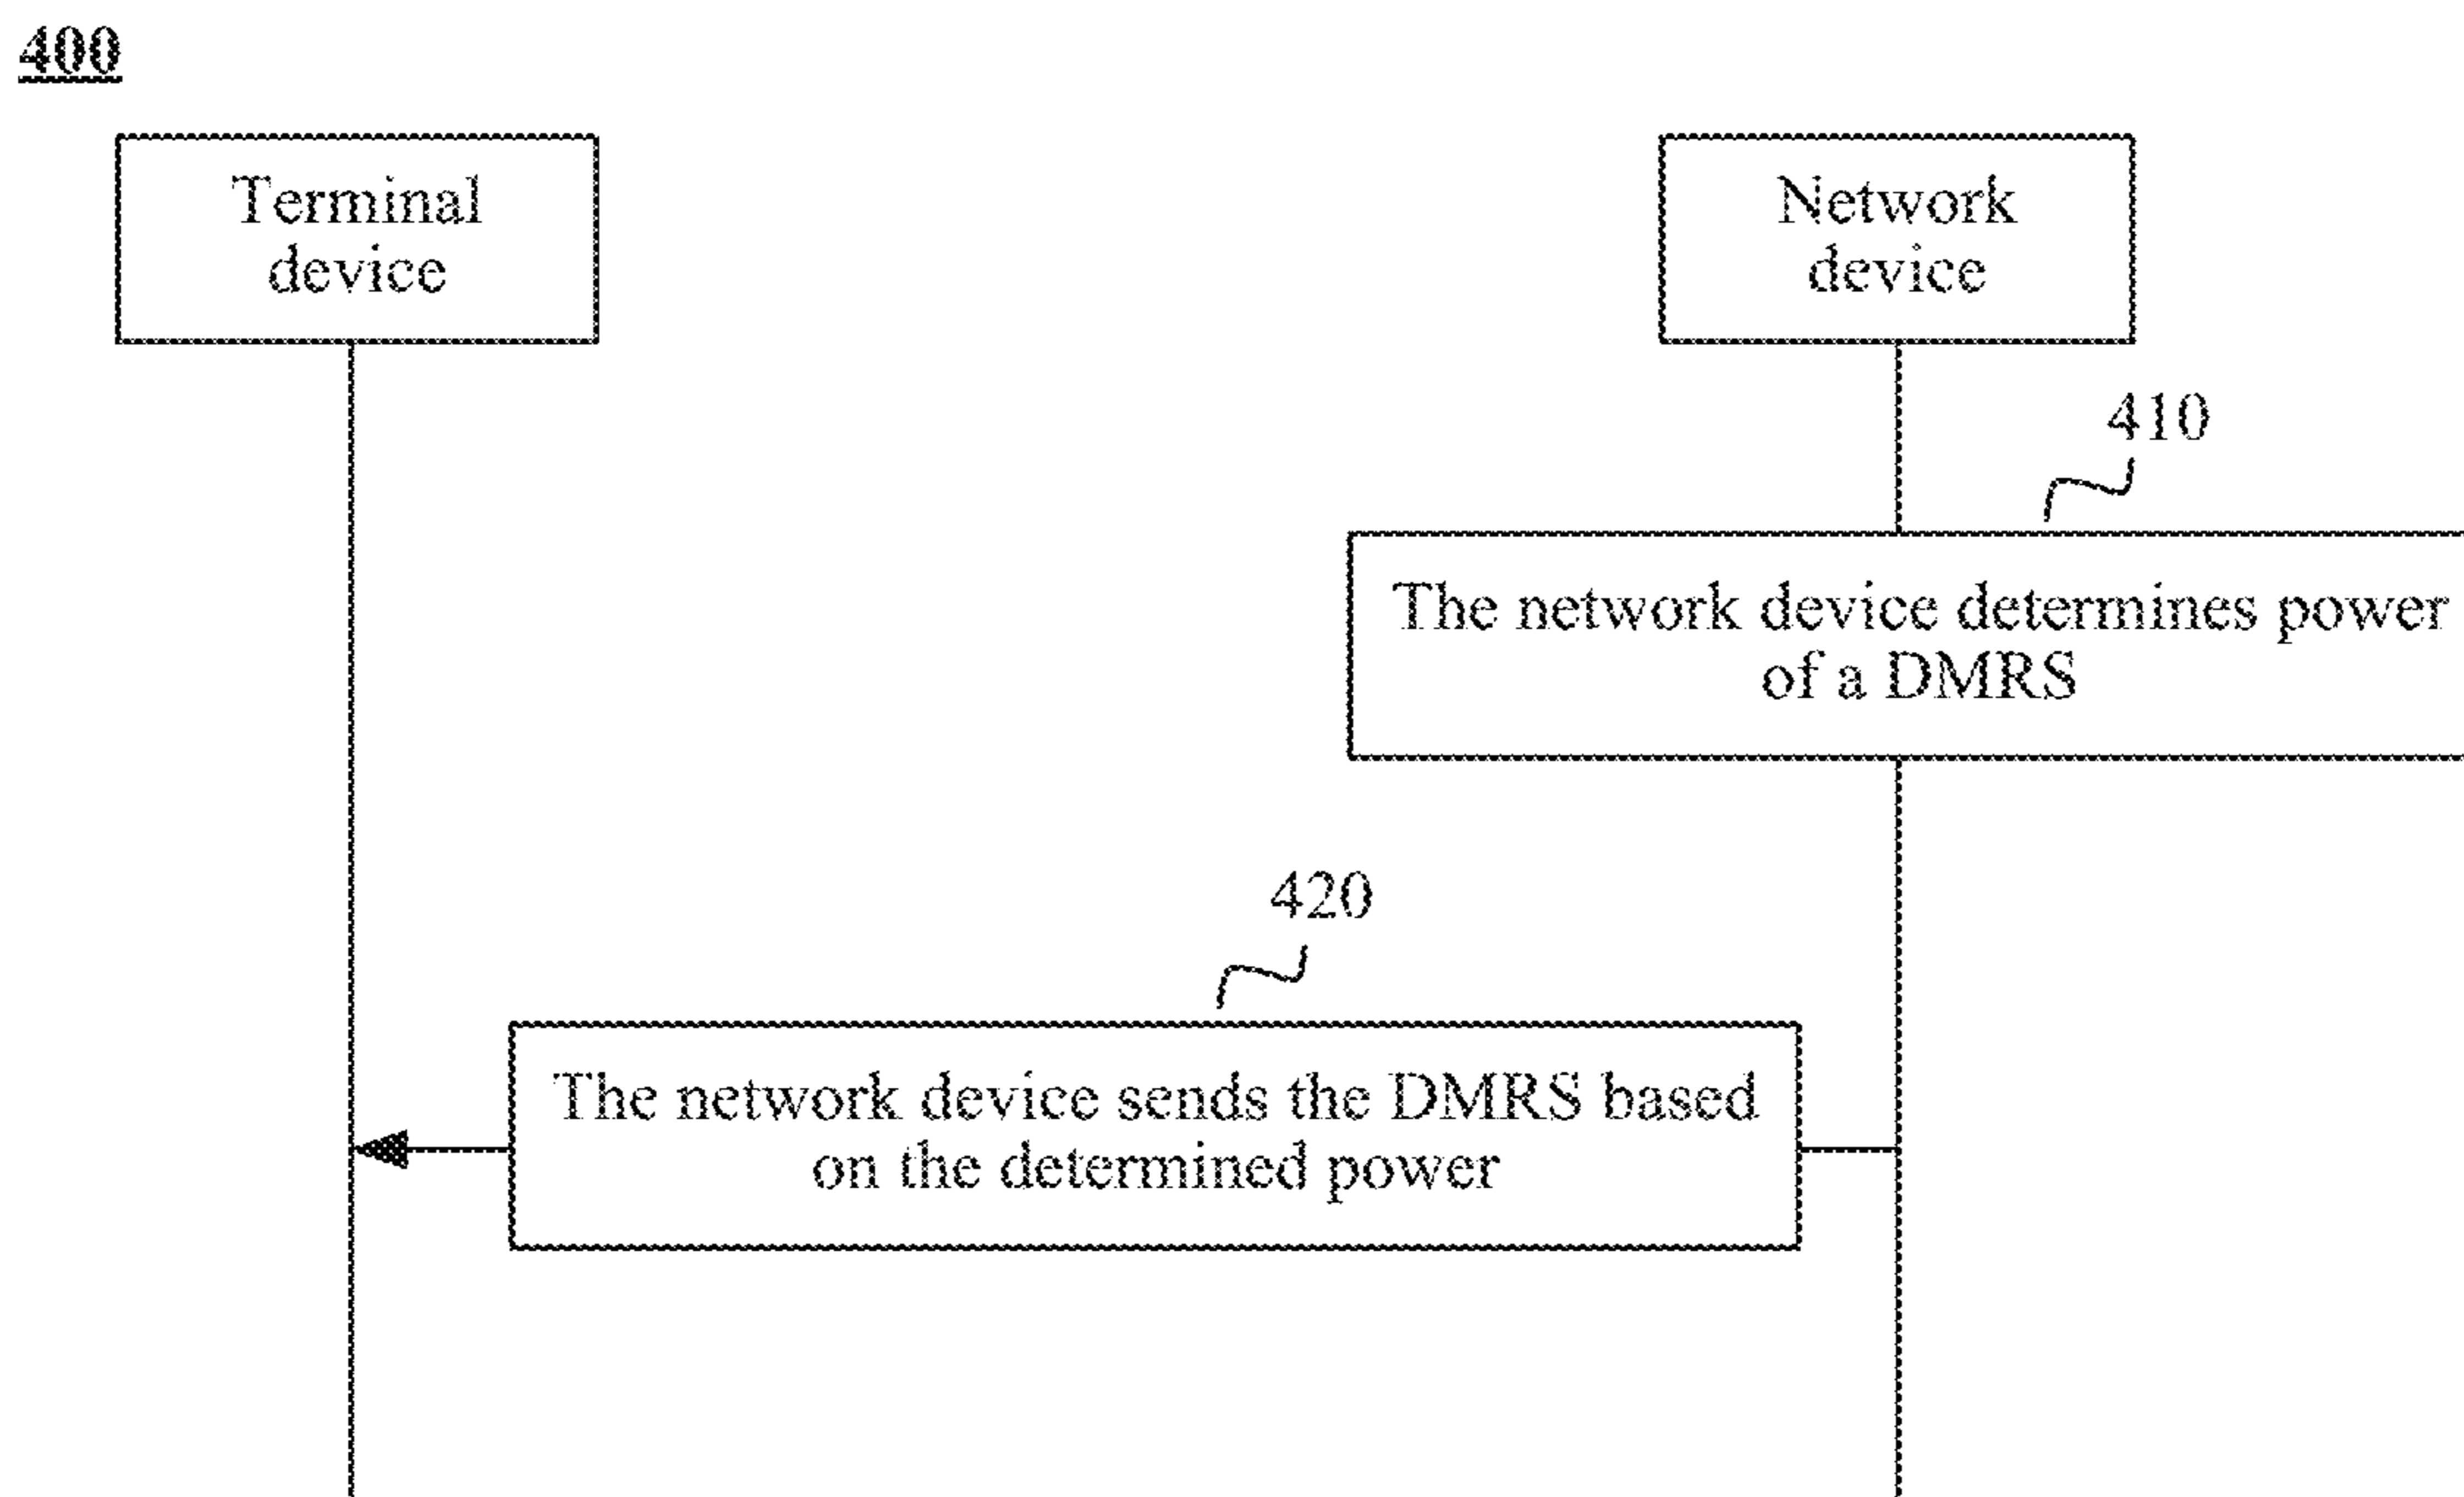 400
Terminal
device
Network
device
410
The network device determines power
of a DMRS
420
The network device sends the DMRS based
on the determined power